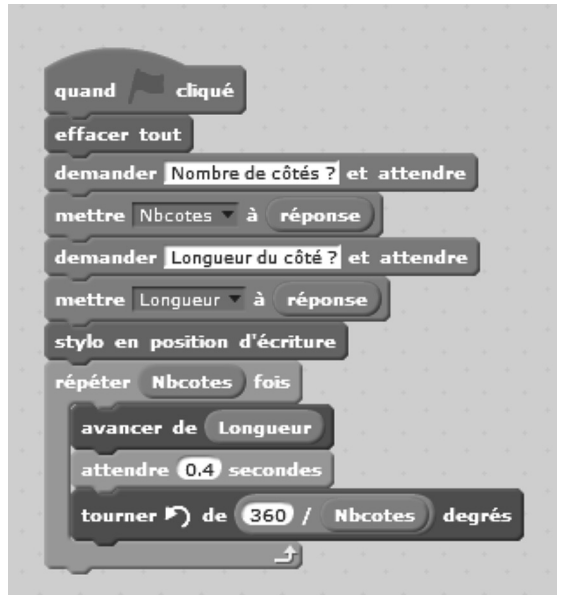 quand cliqué
effacer tout
demander Nombre de côtés ? et attendre
mettre Nbcotes à réponse
demander Longueur du côté ? et attendre
mettre Longueur à réponse
stylo en position d'écriture
répéter Nbcotes fois
avancer de Longueur
attendre 0.4 secondes
tourner de 360 / Nbcotes degrés